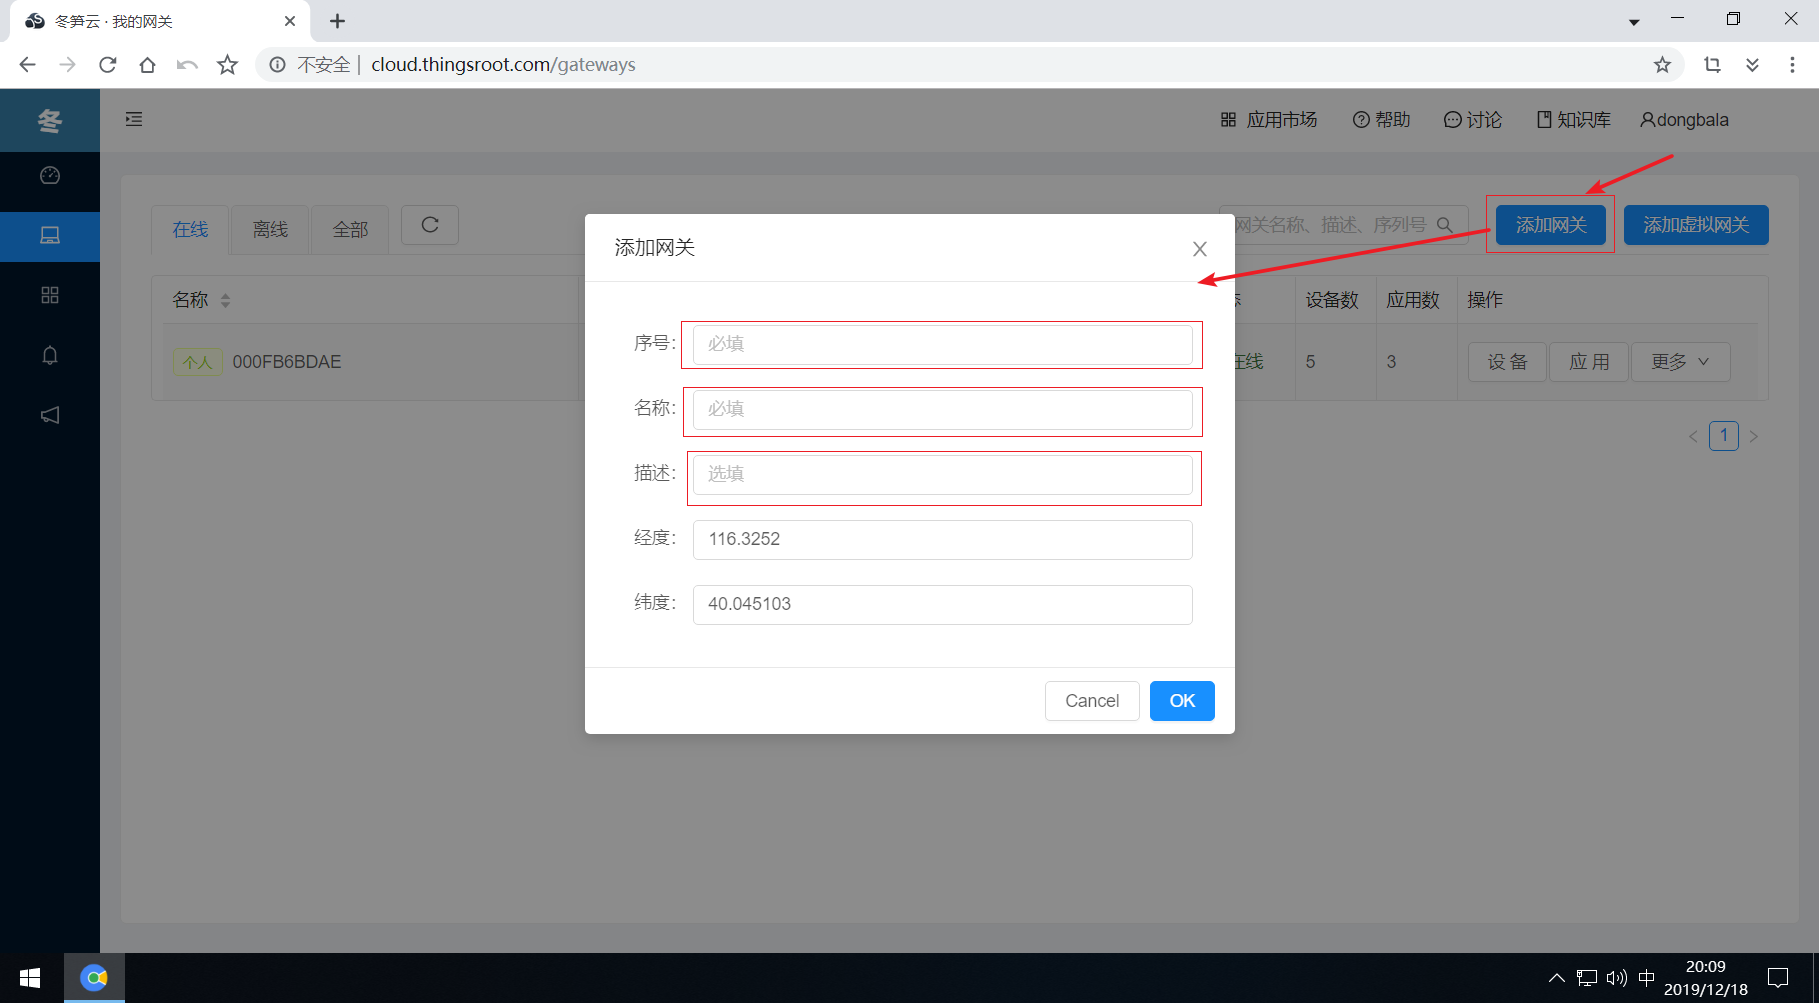 冬笋云 · 我的网关
不安全 | cloud.thingsroot.com/gateways
冬
应用市场 帮助 讨论 知识库 dongbala
在线 离线 全部 网关名称、描述、序列号 添加网关 添加虚拟网关
添加网关
名称 设备数 应用数 操作
个人 000FB6BDAE 在线 5 3 设 备 应 用 更多
序号: 必填
名称: 必填
1
描述: 选填
经度: 116.3252
纬度: 40.045103
Cancel OK
中 20:09
2019/12/18